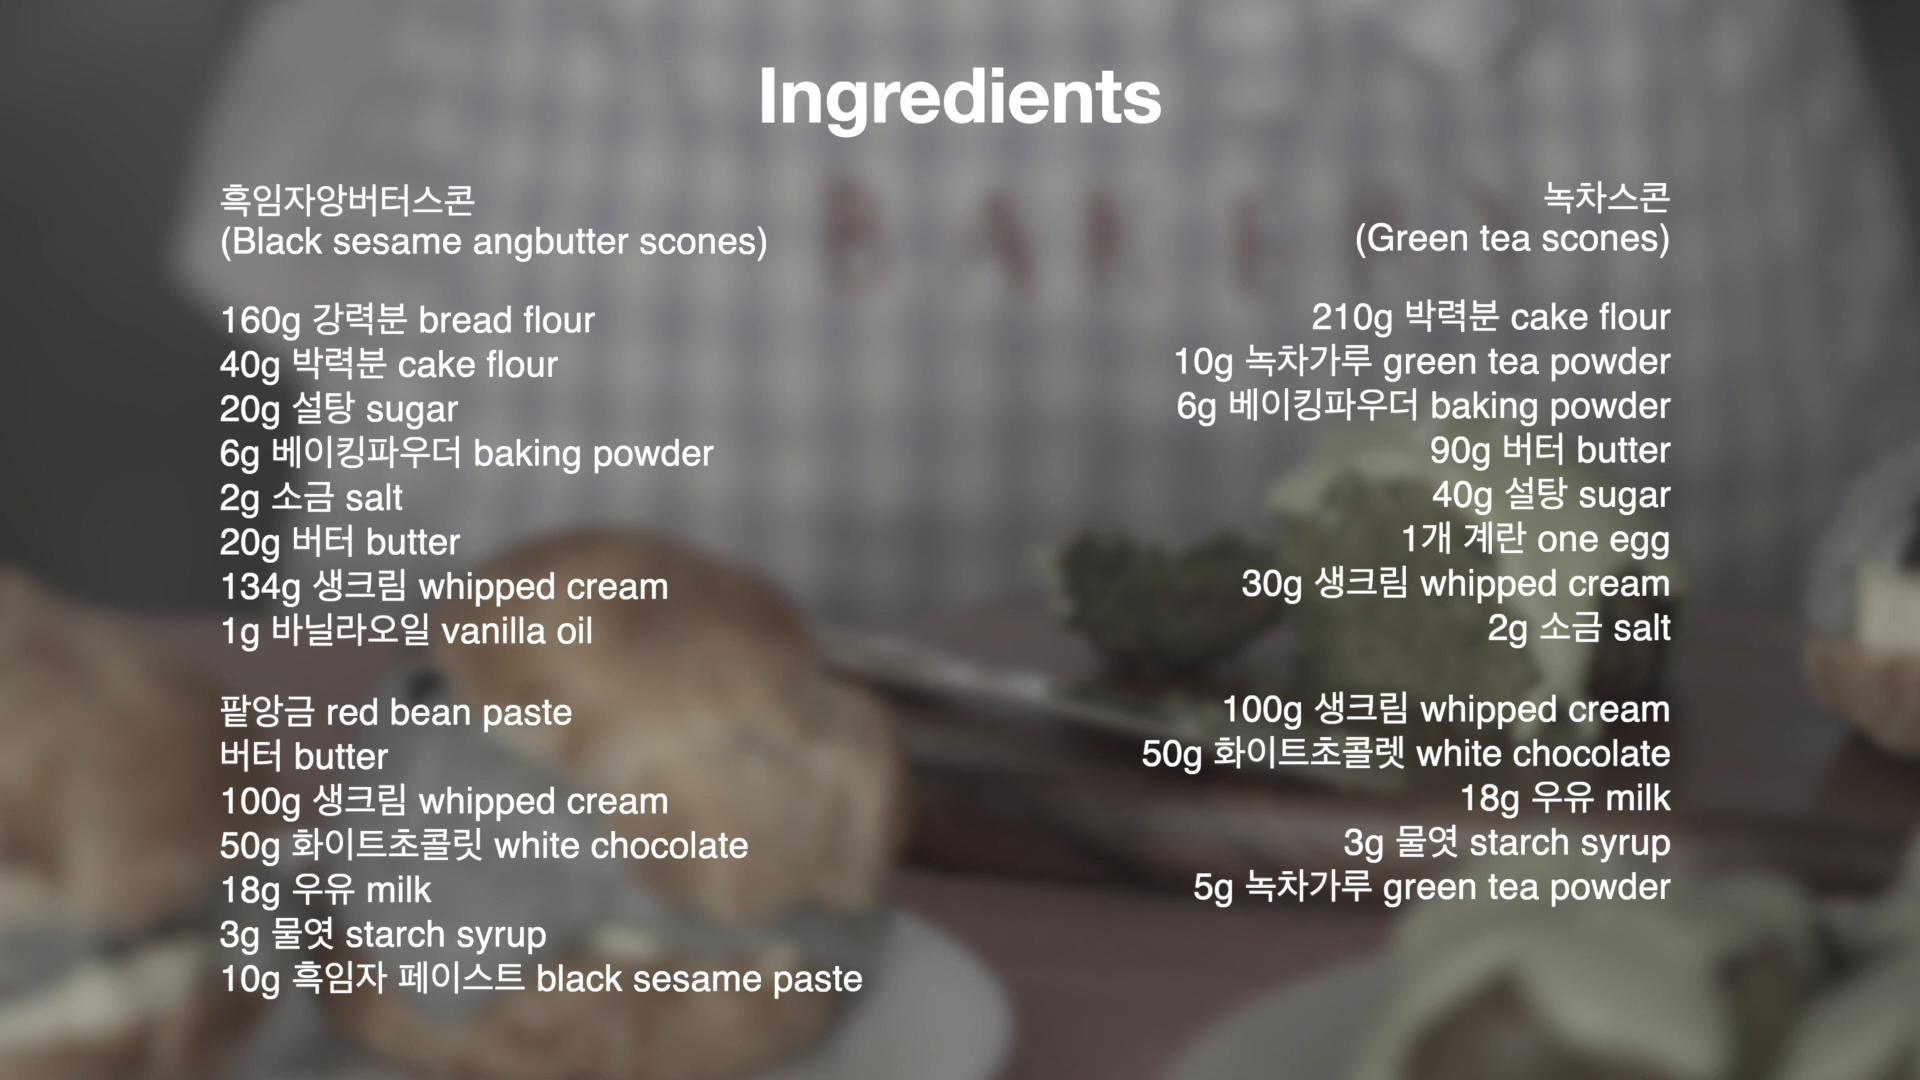 Ingredients
흑임자앙버터스콘
(Black sesame angbutter scones)
160g 강력분 bread flour
40g 박력분 cake flour
20g 설탕 sugar
6g 베이킹파우더 baking powder
2g 소금 salt
20g 버터 butter
134g 생크림 whipped cream
1g 바닐라오일 vanilla oil
팥앙금 red bean paste
버터 butter
100g 생크림 whipped cream
50g 화이트초콜릿 white chocolate
18g 우유 milk
3g 물엿 starch syrup
10g 흑임자 페이스트 black sesame paste
녹차스콘
(Green tea scones)
210g 박력분 cake flour
10g 녹차가루 green tea powder
6g 베이킹파우더 baking powder
90g 버터 butter
40g 설탕 sugar
1개 계란 one egg
30g 생크림 whipped cream
2g 소금 salt
100g 생크림 whipped cream
50g 화이트초콜렛 white chocolate
18g 우유 milk
3g 물엿 starch syrup
5g 녹차가루 green tea powder
BAKERY